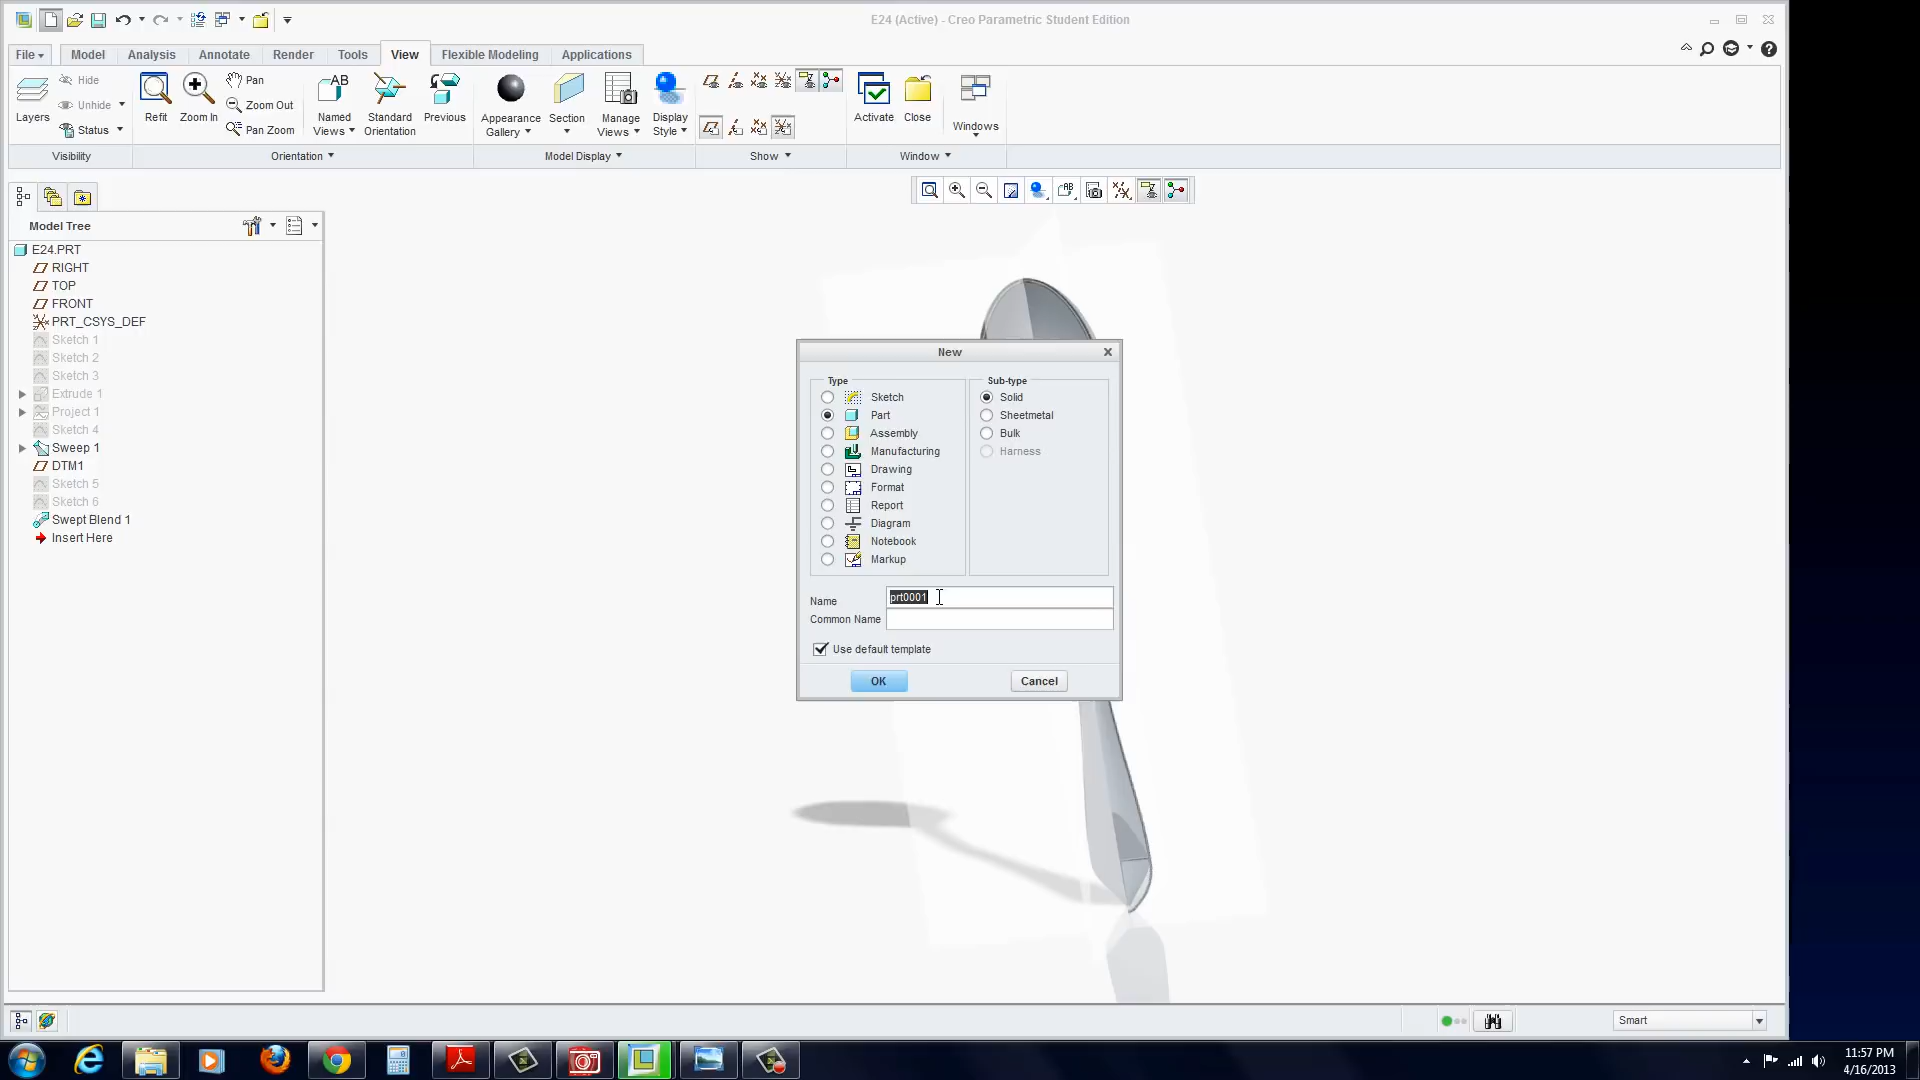 E24 (Active) - Creo Parametric Student Edition
File Model Analysis Annotate Render Tools View Flexible Modeling Applications
Layers
Hide
Unhide
Status
Refit
Zoom In
Pan
Zoom Out
Pan Zoom
Named Views
Standard Orientation
Previous
Appearance Gallery
Section
Manage Views
Display Style
Activate
Close
Windows
Visibility Orientation Model Display Show Window
Model Tree
E24.PRT
RIGHT
TOP
FRONT
PRT_CSYS_DEF
Sketch 1
Sketch 2
Sketch 3
Extrude 1
Project 1
Sketch 4
Sweep 1
DTM1
Sketch 5
Sketch 6
Swept Blend 1
Insert Here
New
Type
Sketch
Part
Assembly
Manufacturing
Drawing
Format
Report
Diagram
Notebook
Markup
Sub-type
Solid
Sheetmetal
Bulk
Harness
Name prt0001
Common Name
Use default template
OK Cancel
Smart
11:57 PM
4/16/2013